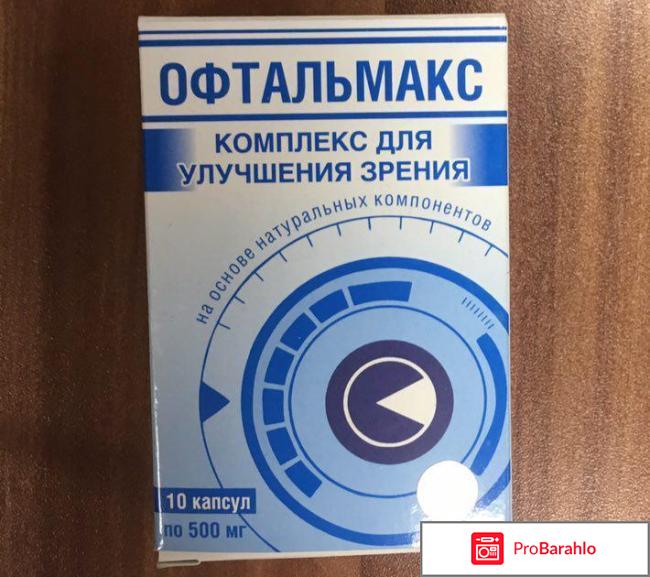 ОФТАЛЬМАКС
КОМПЛЕКС ДЛЯ
УЛУЧШЕНИЯ ЗРЕНИЯ
на основе натуральных компонентов
10 капсул
по 500 мг
ProBarahlo